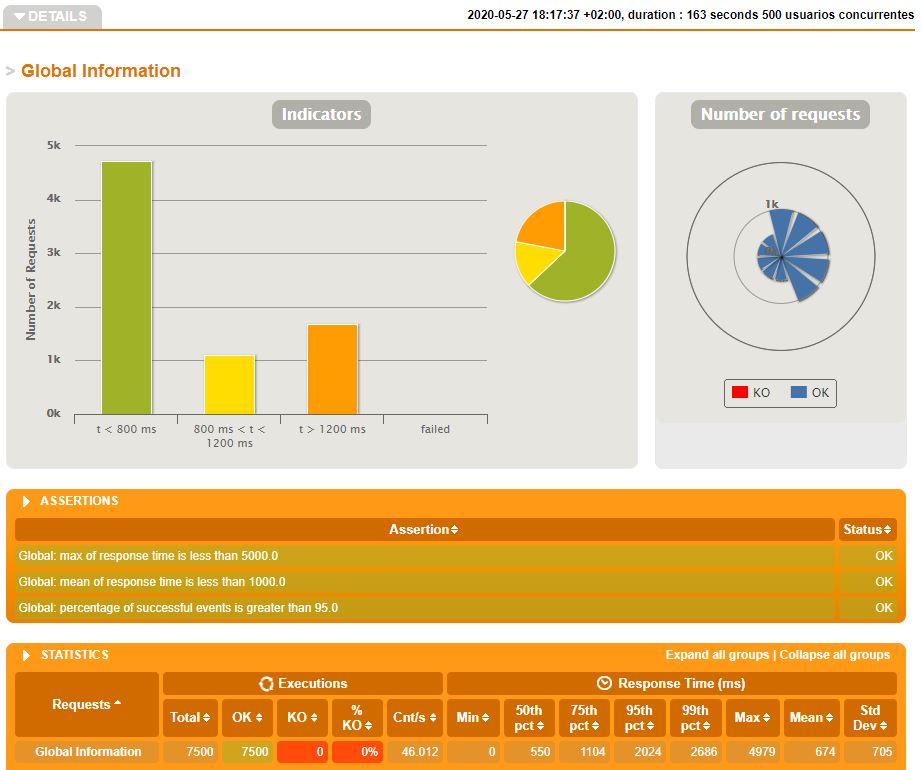 DETAILS
2020-05-27 18:17:37 +02:00, duration : 163 seconds 500 usuarios concurrentes
> Global Information
Indicators
Number of Requests
5k
4k
3k
2k
1k
0k
t < 800 ms
800 ms < t <
1200 ms
t > 1200 ms
failed
Number of requests
1k
KO OK
ASSERTIONS
Assertion Status
Global: max of response time is less than 5000.0 OK
Global: mean of response time is less than 1000.0 OK
Global: percentage of successful events is greater than 95.0 OK
STATISTICS Expand all groups | Collapse all groups
Requests Executions Response Time (ms)
Total OK KO % KO Cnt/s Min 50th pct 75th pct 95th pct 99th pct Max Mean Std Dev
Global Information 7500 7500 0 0% 46.012 0 550 1104 2024 2686 4979 674 705